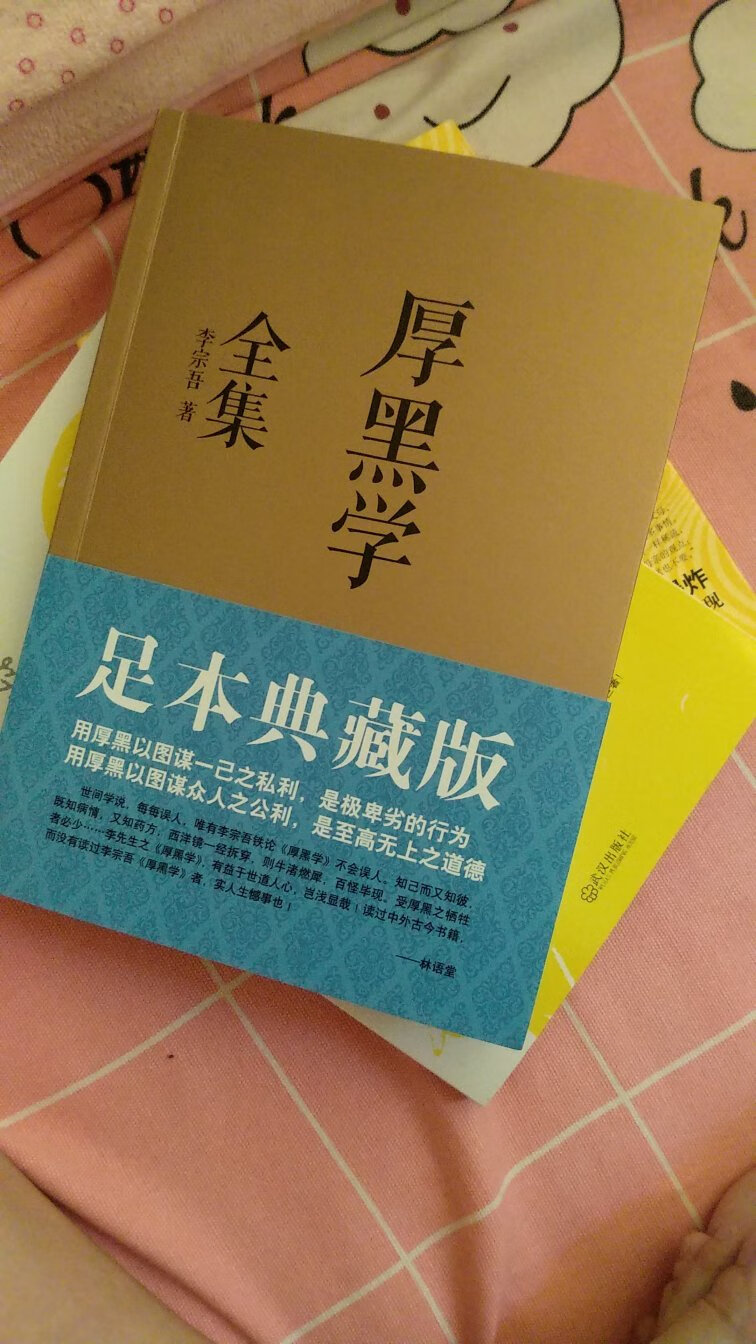 厚黑学
全集
李宗吾 著
足本典藏版
用厚黑以图谋一己之私利，是极卑劣的行为
用厚黑以图谋众人之公利，是至高无上之道德
世间学说，每每误人，唯有李宗吾铁论《厚黑学》不会误人。知己而又知彼，
既知病情，又知药方，西洋镜一经拆穿，则牛渚燃犀，百怪毕现。受厚黑之牺牲
者必少……李先生之《厚黑学》，有益于世道人心，岂浅显哉！读过中外古今书籍，
而没有读过李宗吾《厚黑学》者，实人生憾事也！
——林语堂
炸
现
武汉出版社